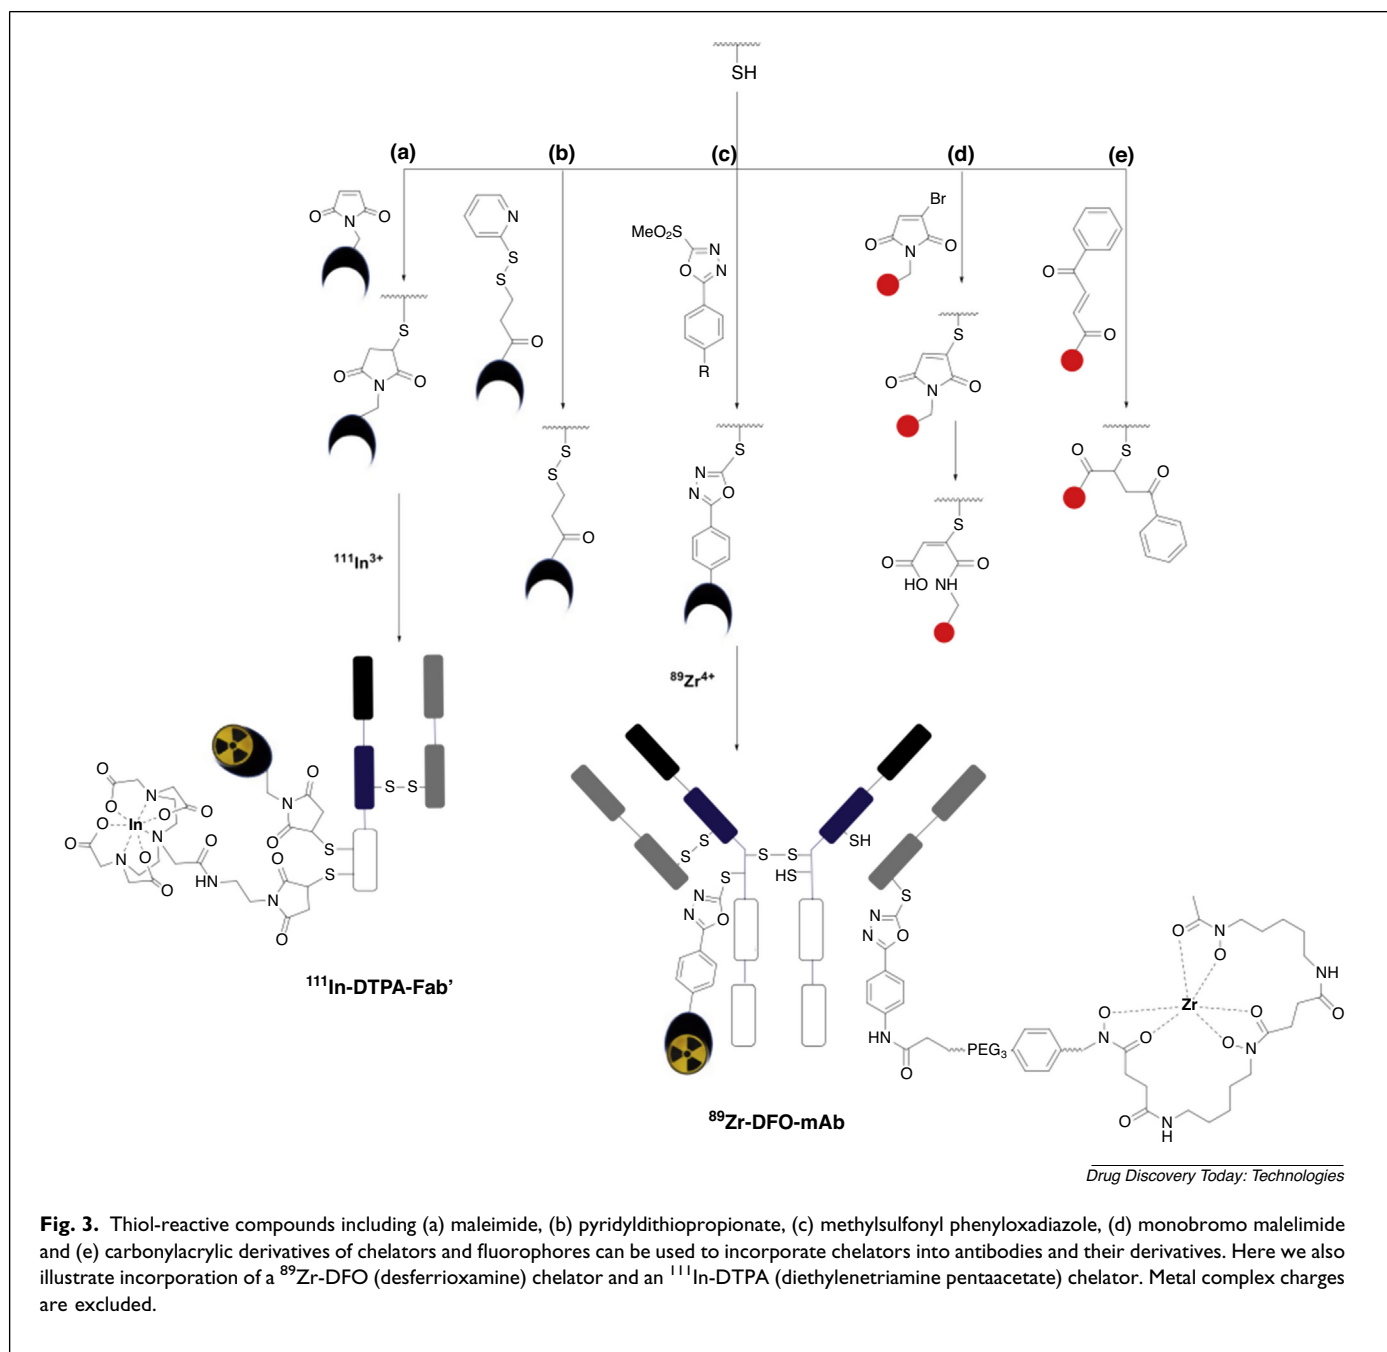 SH
(a) (b) (c) (d) (e)
Br
O N O
N
MeO₂S
N
O N
O O
N
O
S
S
S
O
O
R
O
S
O N O
S
S
S
O N O
S
N
N O
O S
O
S
S
O
¹¹¹In³⁺
O
HO NH
O
⁸⁹Zr⁴⁺
S S
O
O
N
O
O
O
In
N
N
O
O
O
N
O
S
O
HN
O
N
S
O
S
S
S S
SH
HS
S
N
N O
S
N
N O
O
N
O
NH
O
Zr
HN
O
PEG₃
O
N
O
O
O
N
O
O
N
H
¹¹¹In-DTPA-Fab’
⁸⁹Zr-DFO-mAb
Drug Discovery Today: Technologies
Fig. 3. Thiol-reactive compounds including (a) maleimide, (b) pyridyldithiopropionate, (c) methylsulfonyl phenyloxadiazole, (d) monobromo malelimide
and (e) carbonylacrylic derivatives of chelators and fluorophores can be used to incorporate chelators into antibodies and their derivatives. Here we also
illustrate incorporation of a ⁸⁹Zr-DFO (desferrioxamine) chelator and an ¹¹¹In-DTPA (diethylenetriamine pentaacetate) chelator. Metal complex charges
are excluded.